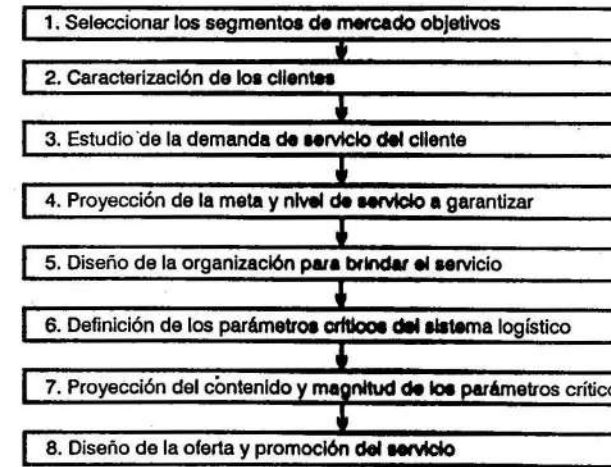 1. Seleccionar los segmentos de mercado objetivos
2. Caracterización de los clientes
3. Estudio de la demanda de servicio del cliente
4. Proyección de la meta y nivel de servicio a garantizar
5. Diseño de la organización para brindar el servicio
6. Definición de los parámetros críticos del sistema logístico
7. Proyección del contenido y magnitud de los parámetros crítico
8. Diseño de la oferta y promoción del servicio